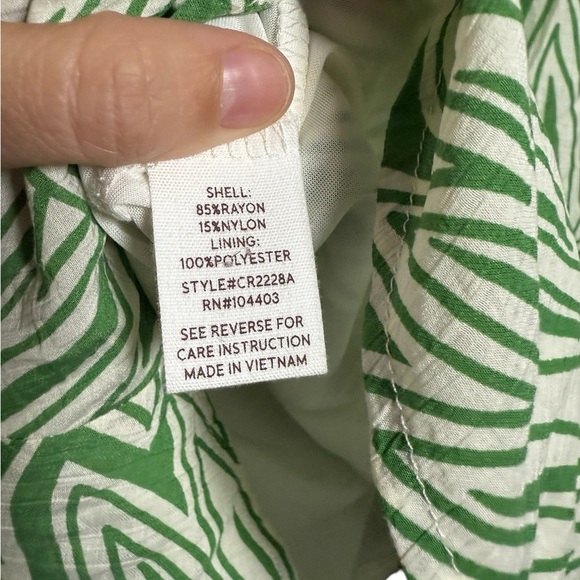 SHELL:
85%RAYON
15%NYLON
LINING:
100%POLYESTER
STYLE#CR2228A
RN#104403
SEE REVERSE FOR
CARE INSTRUCTION
MADE IN VIETNAM